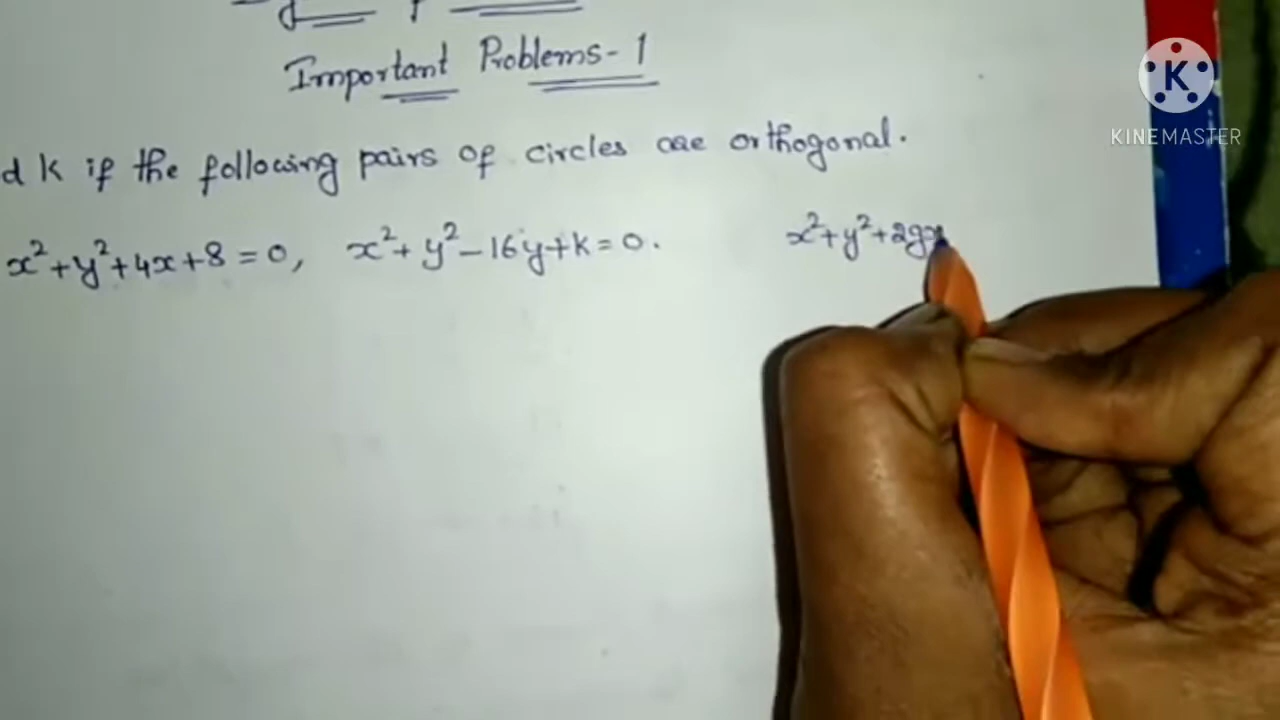 Important Problems-1
d k if the following pairs of circles are orthogonal.
x²+y²+4x+8=0, x²+y²-16y+k=0. x²+y²+2gx
K
KINEMASTER